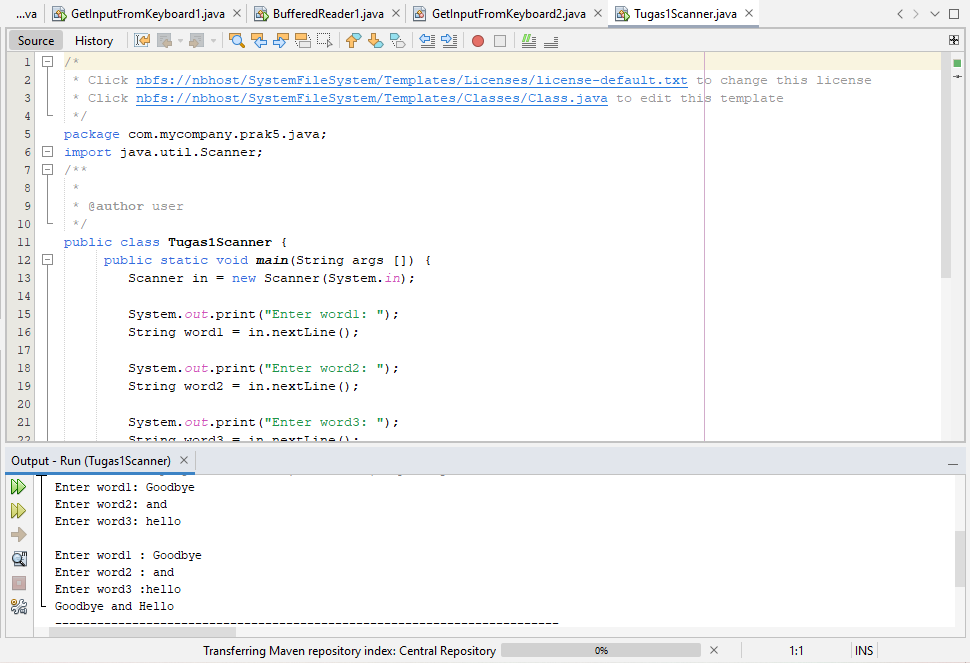 ...va GetInputFromKeyboard1.java BufferedReader1.java GetInputFromKeyboard2.java Tugas1Scanner.java
Source History
1 /*
2 * Click nbfs://nbhost/SystemFileSystem/Templates/Licenses/license-default.txt to change this license
3 * Click nbfs://nbhost/SystemFileSystem/Templates/Classes/Class.java to edit this template
4 */
5 package com.mycompany.prak5.java;
6 import java.util.Scanner;
7 /**
8 *
9 * @author user
10 */
11 public class Tugas1Scanner {
12 public static void main(String args []) {
13 Scanner in = new Scanner(System.in);
14
15 System.out.print("Enter word1: ");
16 String word1 = in.nextLine();
17
18 System.out.print("Enter word2: ");
19 String word2 = in.nextLine();
20
21 System.out.print("Enter word3: ");
22 String word3 = in.nextLine();
Output - Run (Tugas1Scanner)
Enter word1: Goodbye
Enter word2: and
Enter word3: hello
Enter word1 : Goodbye
Enter word2 : and
Enter word3 :hello
Goodbye and Hello
------------------------------------------------------------------------
Transferring Maven repository index: Central Repository 0% 1:1 INS